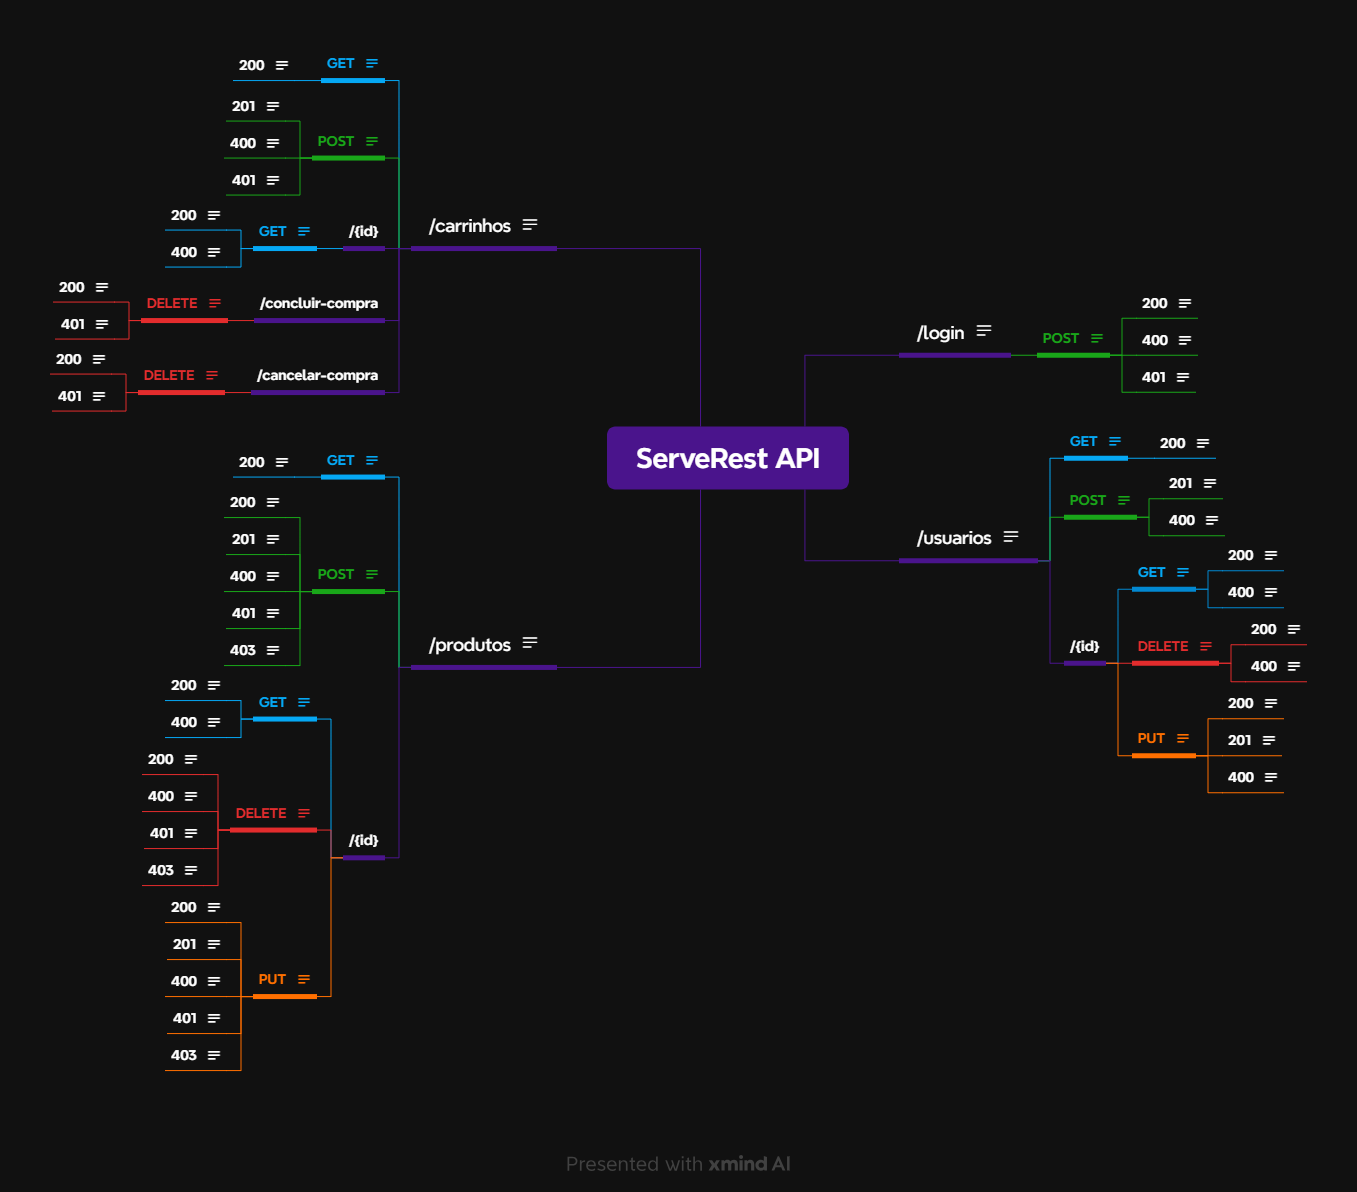 ServeRest API
/login
POST
200
400
401
/usuarios
GET
200
POST
201
400
/{id}
GET
200
400
DELETE
200
400
PUT
200
201
400
/carrinhos
GET
200
POST
201
400
401
/{id}
GET
200
400
/concluir-compra
DELETE
200
401
/cancelar-compra
DELETE
200
401
/produtos
GET
200
POST
200
201
400
401
403
/{id}
GET
200
400
DELETE
200
400
401
403
PUT
200
201
400
401
403
Presented with xmind AI